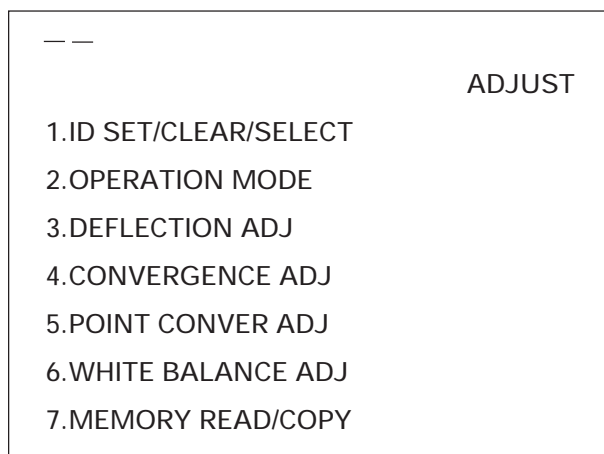 — —
ADJUST
1.ID SET/CLEAR/SELECT
2.OPERATION MODE
3.DEFLECTION ADJ
4.CONVERGENCE ADJ
5.POINT CONVER ADJ
6.WHITE BALANCE ADJ
7.MEMORY READ/COPY